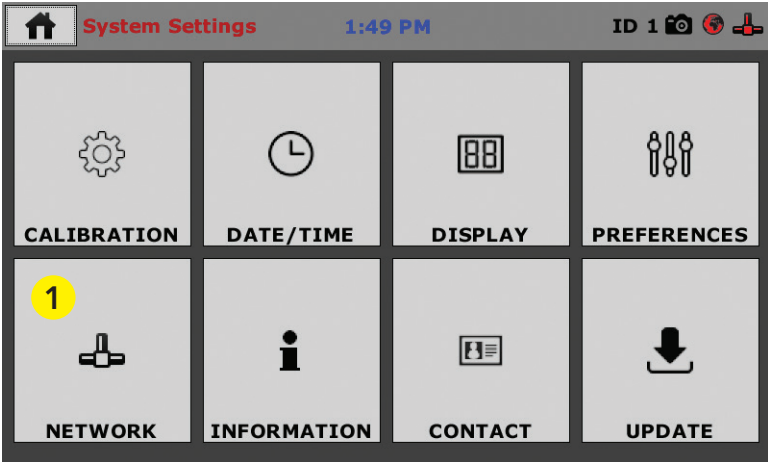 System Settings 1:49 PM ID 1
CALIBRATION DATE/TIME DISPLAY PREFERENCES
1
NETWORK INFORMATION CONTACT UPDATE